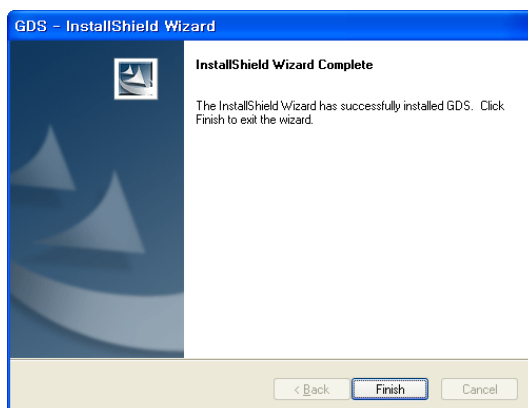 GDS - InstallShield Wizard
InstallShield Wizard Complete
The InstallShield Wizard has successfully installed GDS. Click
Finish to exit the wizard.
< Back
Finish
Cancel